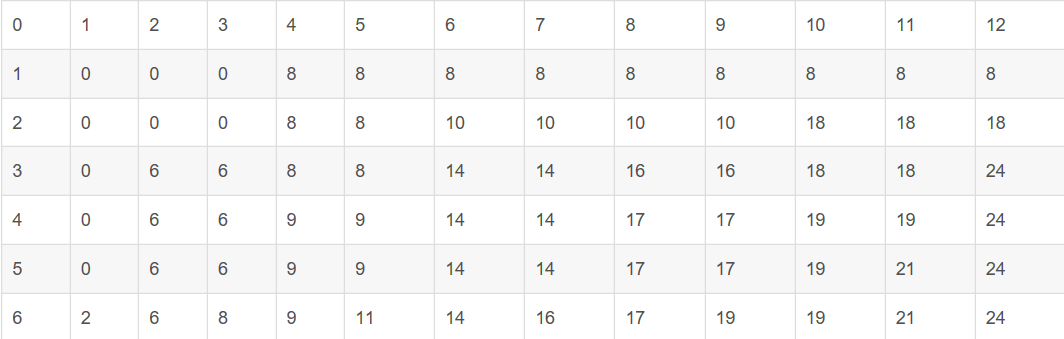 0 1 2 3 4 5 6 7 8 9 10 11 12
1 0 0 0 8 8 8 8 8 8 8 8 8
2 0 0 0 8 8 10 10 10 10 18 18 18
3 0 6 6 8 8 14 14 16 16 18 18 24
4 0 6 6 9 9 14 14 17 17 19 19 24
5 0 6 6 9 9 14 14 17 17 19 21 24
6 2 6 8 9 11 14 16 17 19 19 21 24